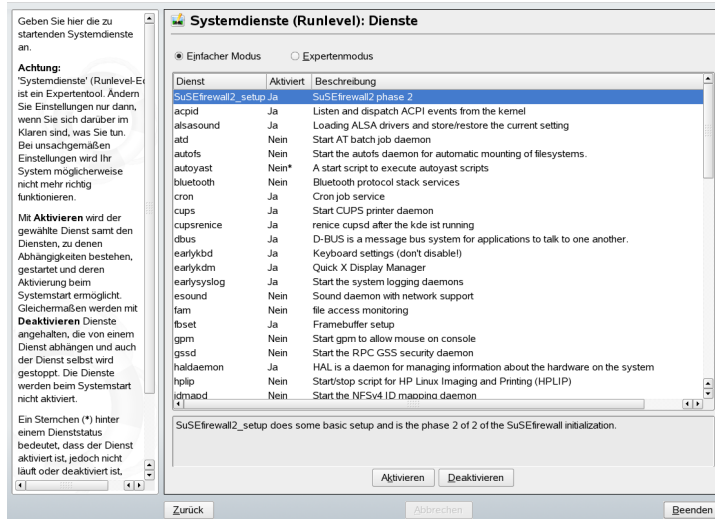 Geben Sie hier die zu
startenden Systemdienste
an.
Achtung:
'Systemdienste' (Runlevel-Ed
ist ein Expertentool. Ändern
Sie Einstellungen nur dann,
wenn Sie sich darüber im
Klaren sind, was Sie tun.
Bei unsachgemäßen
Einstellungen wird Ihr
System möglicherweise
nicht mehr richtig
funktionieren.
Mit Aktivieren wird der
gewählte Dienst samt den
Diensten, zu denen
Abhängigkeiten bestehen,
gestartet und deren
Aktivierung beim
Systemstart ermöglicht.
Gleichermaßen werden mit
Deaktivieren Dienste
angehalten, die von einem
Dienst abhängen und auch
der Dienst selbst wird
gestoppt. Die Dienste
werden beim Systemstart
nicht aktiviert.
Ein Sternchen (*) hinter
einem Dienststatus
bedeutet, dass der Dienst
aktiviert ist, jedoch nicht
läuft oder deaktiviert ist,
Systemdienste (Runlevel): Dienste
Einfacher Modus Expertenmodus
Dienst Aktiviert Beschreibung
SuSEfirewall2_setup Ja SuSEfirewall2 phase 2
acpid Ja Listen and dispatch ACPI events from the kernel
alsasound Ja Loading ALSA drivers and store/restore the current setting
atd Nein Start AT batch job daemon
autofs Nein Start the autofs daemon for automatic mounting of filesystems.
autoyast Nein* A start script to execute autoyast scripts
bluetooth Nein Bluetooth protocol stack services
cron Ja Cron job service
cups Ja Start CUPS printer daemon
cupsrenice Ja renice cupsd after the kde ist running
dbus Ja D-BUS is a message bus system for applications to talk to one another.
earlykbd Ja Keyboard settings (don't disable!)
earlykdm Ja Quick X Display Manager
earlysyslog Ja Start the system logging daemons
esound Nein Sound daemon with network support
fam Nein file access monitoring
fbset Ja Framebuffer setup
gpm Nein Start gpm to allow mouse on console
gssd Nein Start the RPC GSS security daemon
haldaemon Ja HAL is a daemon for managing information about the hardware on the system
hplip Nein Start/stop script for HP Linux Imaging and Printing (HPLIP)
idmapd Nein Start the NFSv4 ID mapping daemon
SuSEfirewall2_setup does some basic setup and is the phase 2 of 2 of the SuSEfirewall initialization.
Aktivieren Deaktivieren
Zurück Abbrechen Beenden